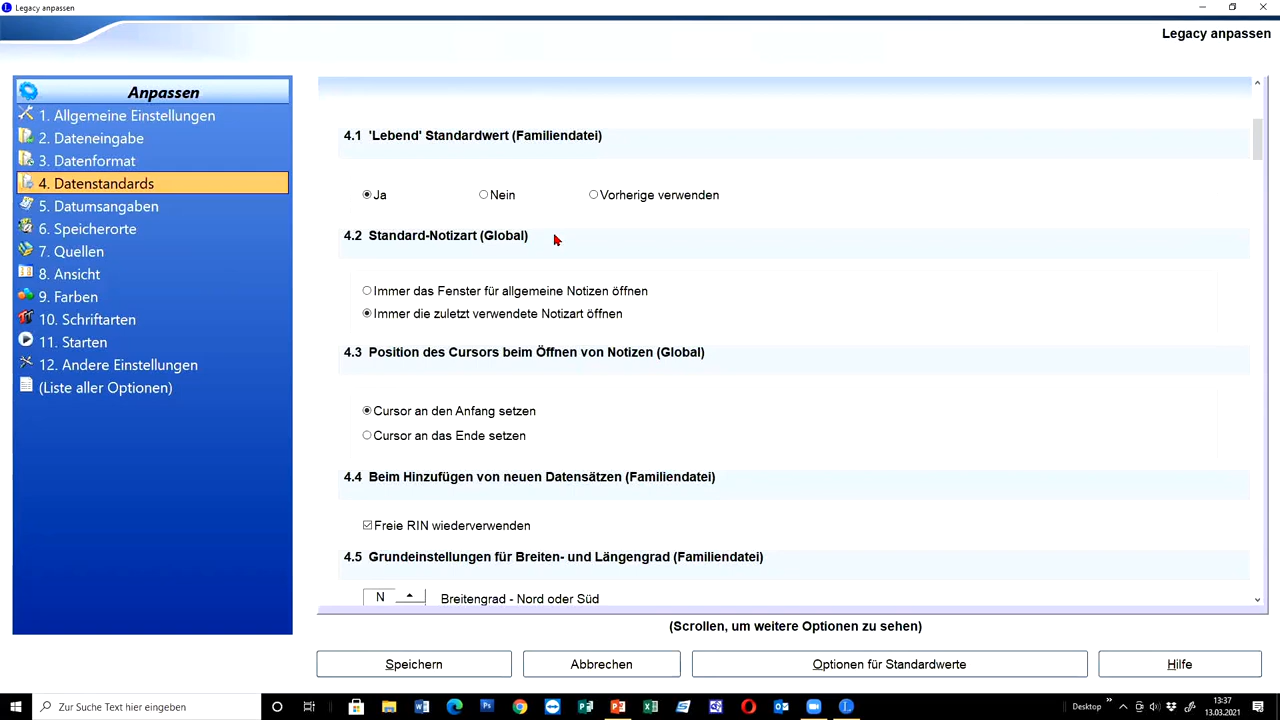 Legacy anpassen
Legacy anpassen
Anpassen
1. Allgemeine Einstellungen
2. Dateneingabe
3. Datenformat
4. Datenstandards
5. Datumsangaben
6. Speicherorte
7. Quellen
8. Ansicht
9. Farben
10. Schriftarten
11. Starten
12. Andere Einstellungen
(Liste aller Optionen)
4.1 'Lebend' Standardwert (Familiendatei)
Ja Nein Vorherige verwenden
4.2 Standard-Notizart (Global)
Immer das Fenster für allgemeine Notizen öffnen
Immer die zuletzt verwendete Notizart öffnen
4.3 Position des Cursors beim Öffnen von Notizen (Global)
Cursor an den Anfang setzen
Cursor an das Ende setzen
4.4 Beim Hinzufügen von neuen Datensätzen (Familiendatei)
Freie RIN wiederverwenden
4.5 Grundeinstellungen für Breiten- und Längengrad (Familiendatei)
N Breitengrad - Nord oder Süd
(Scrollen, um weitere Optionen zu sehen)
Speichern Abbrechen Optionen für Standardwerte Hilfe
Zur Suche Text hier eingeben
Desktop
13:37
13.03.2021